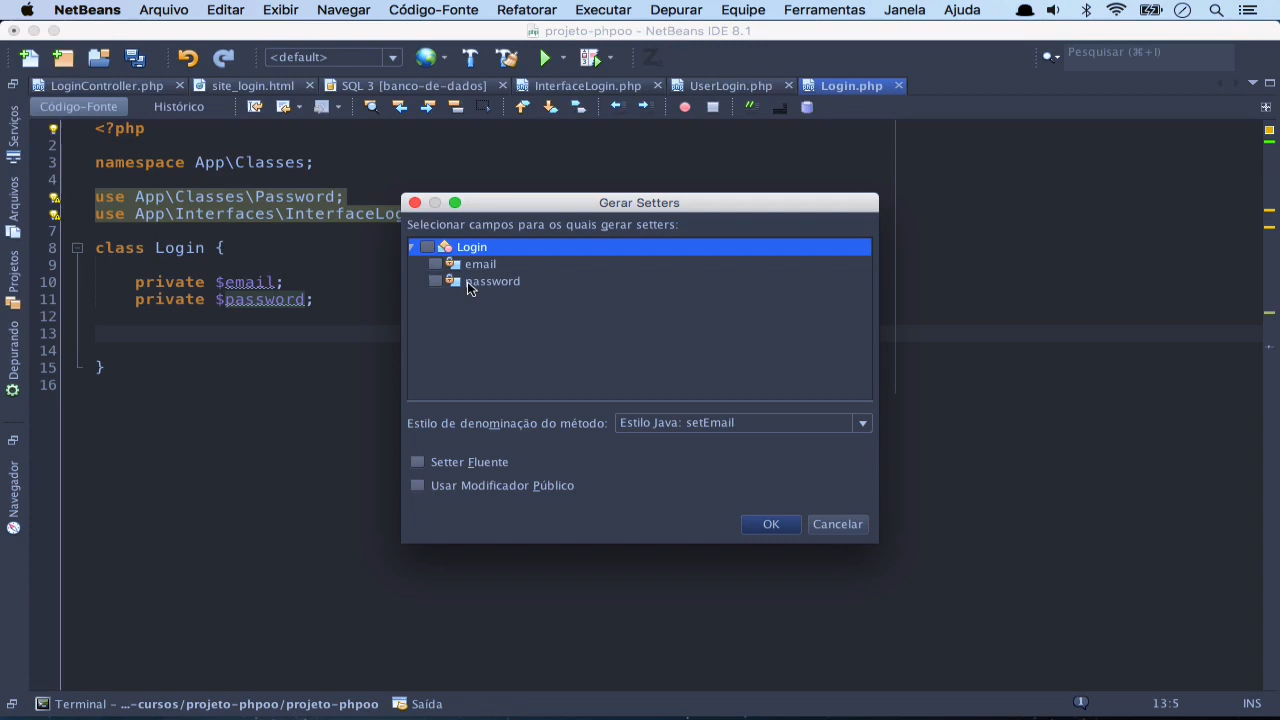 NetBeans Arquivo Editar Exibir Navegar Código-Fonte Refatorar Executar Depurar Equipe Ferramentas Janela Ajuda
projeto-phpoo - NetBeans IDE 8.1
<default>
Pesquisar (⌘+I)
LoginController.php site_login.html SQL 3 [banco-de-dados] InterfaceLogin.php UserLogin.php Login.php
Código-Fonte Histórico
Serviços
Arquivos
Projetos
Depurando
Navegador
<?php
2
3 namespace App\Classes;
4
use App\Classes\Password;
use App\Interfaces\InterfaceLog
7
8 class Login {
9
10 private $email;
11 private $password;
12
13
14
15 }
16
Gerar Setters
Selecionar campos para os quais gerar setters:
Login
email
password
Estilo de denominação do método: Estilo Java: setEmail
Setter Fluente
Usar Modificador Público
OK Cancelar
Terminal - ...-cursos/projeto-phpoo/projeto-phpoo Saída 13:5 INS